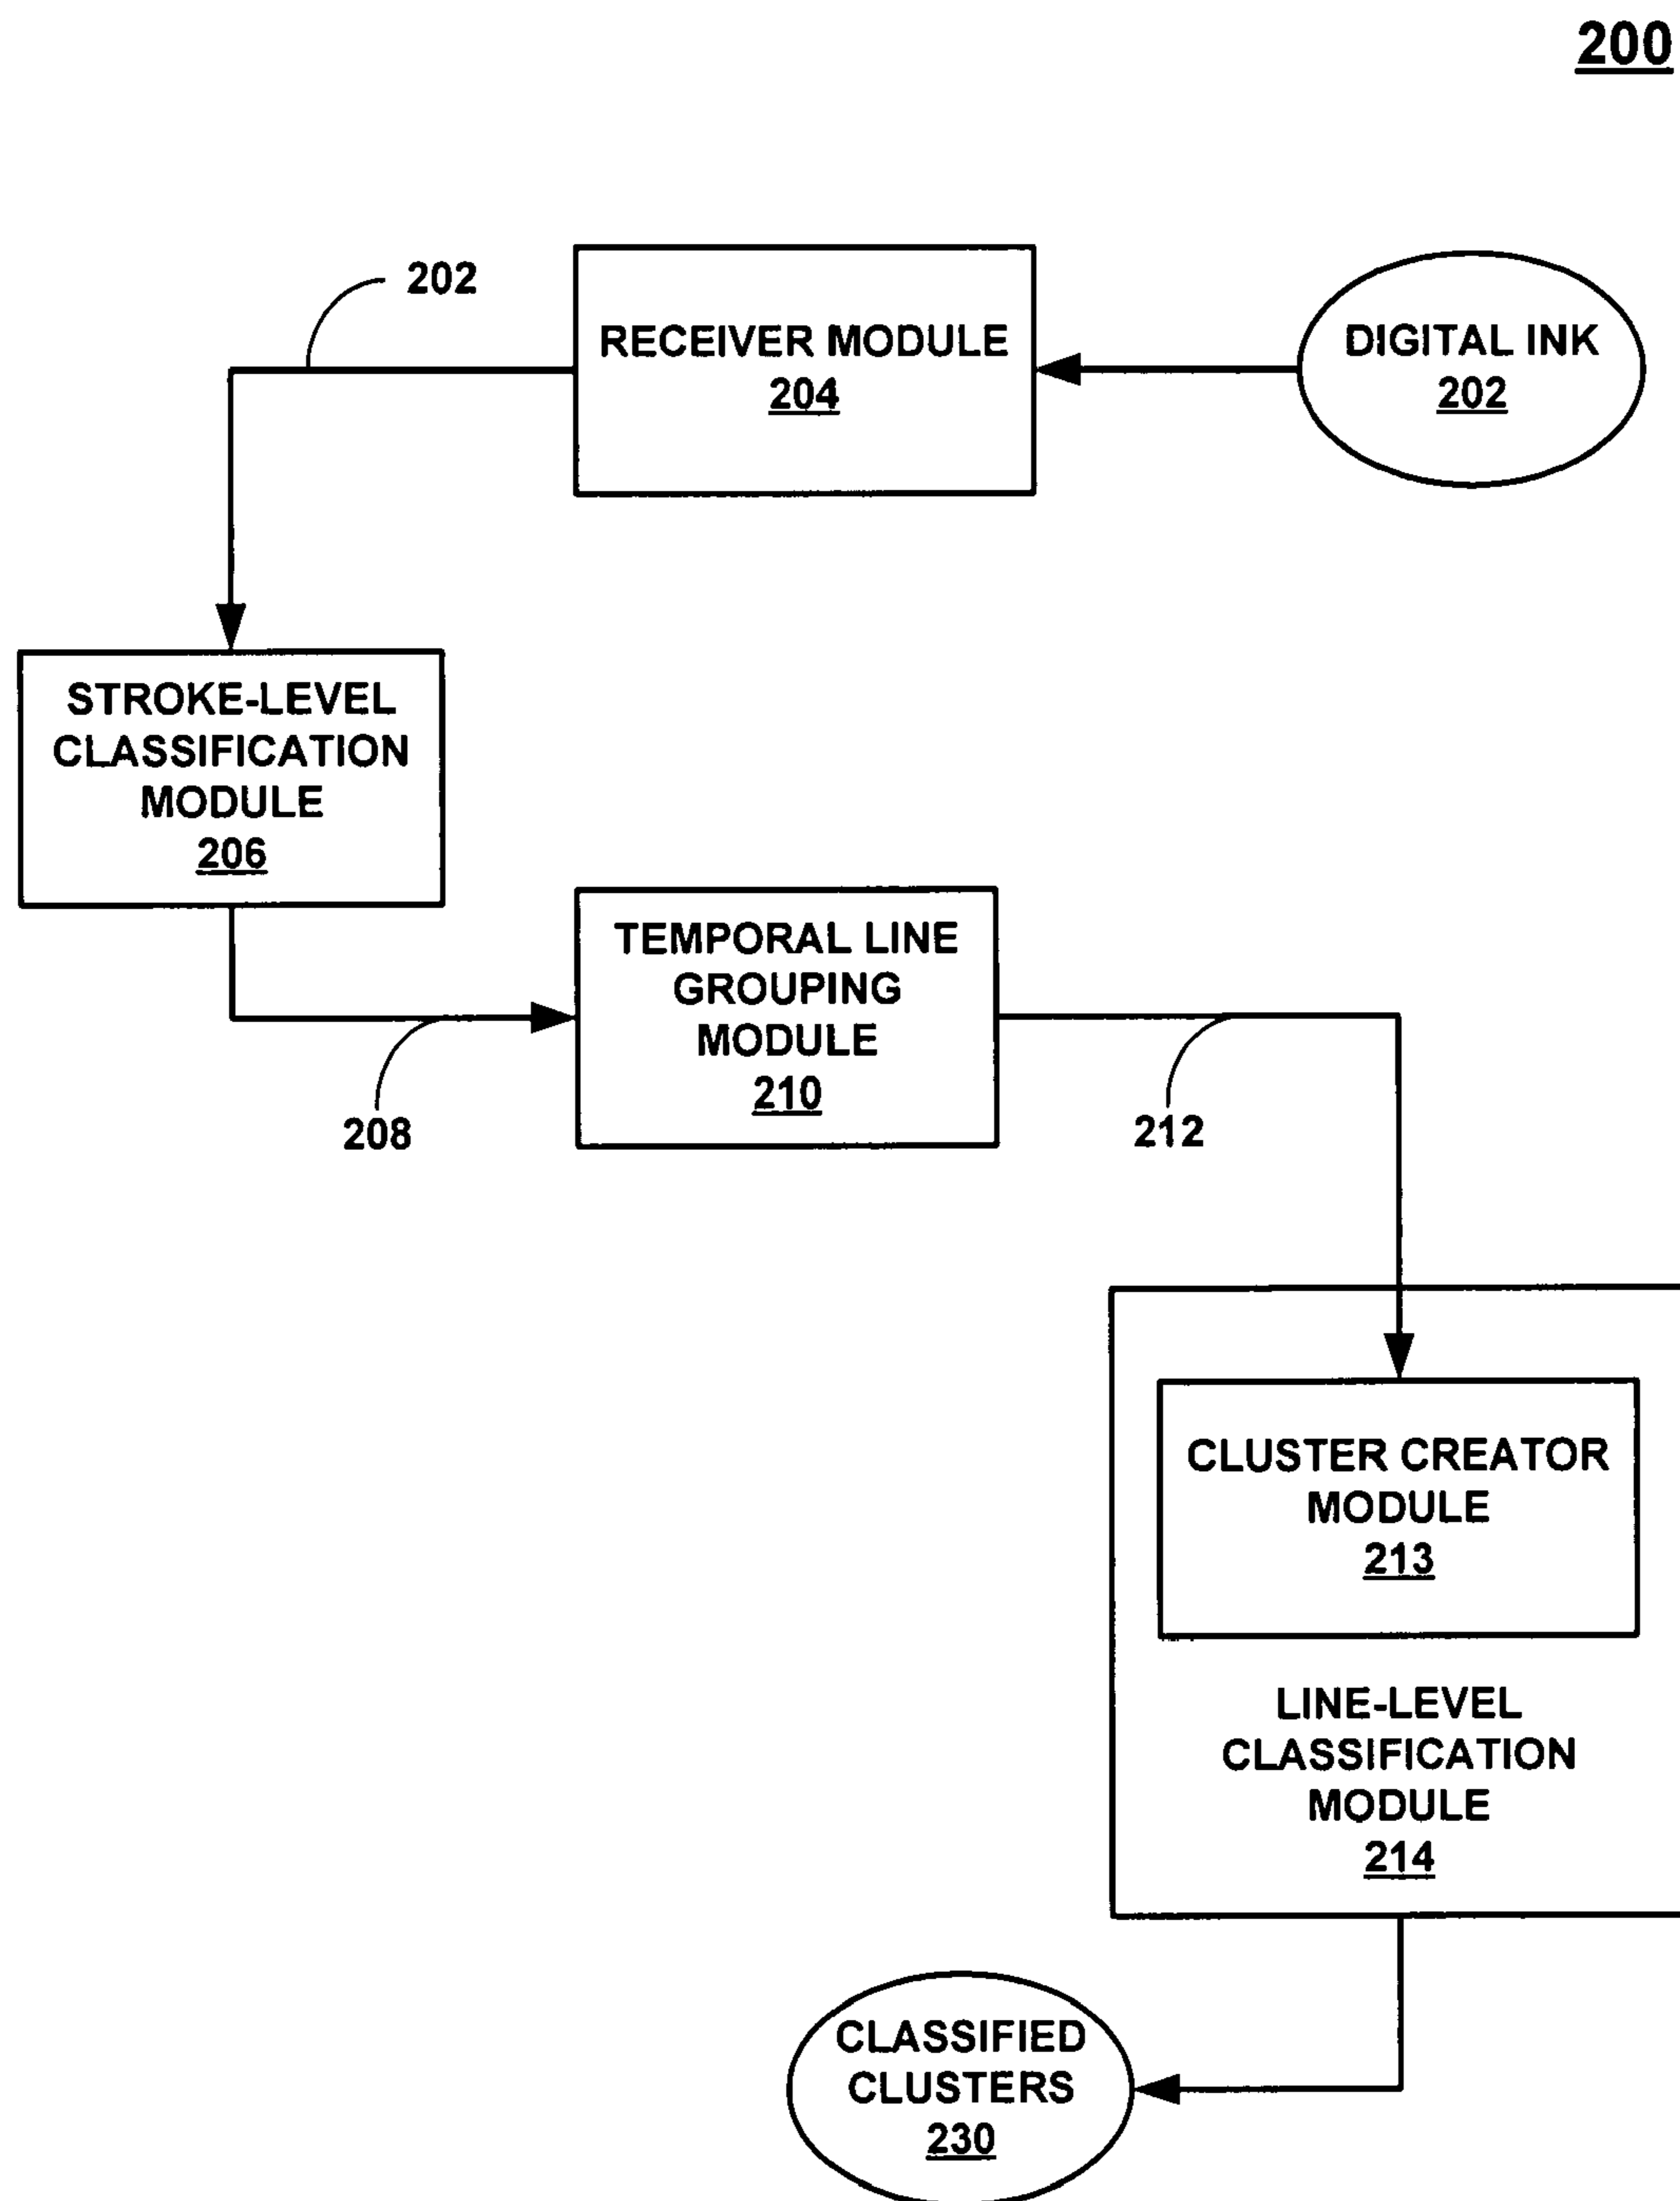 200
202
RECEIVER MODULE
204
DIGITAL INK
202
STROKE-LEVEL
CLASSIFICATION
MODULE
206
TEMPORAL LINE
GROUPING
MODULE
210
208
212
CLUSTER CREATOR
MODULE
213
LINE-LEVEL
CLASSIFICATION
MODULE
214
CLASSIFIED
CLUSTERS
230